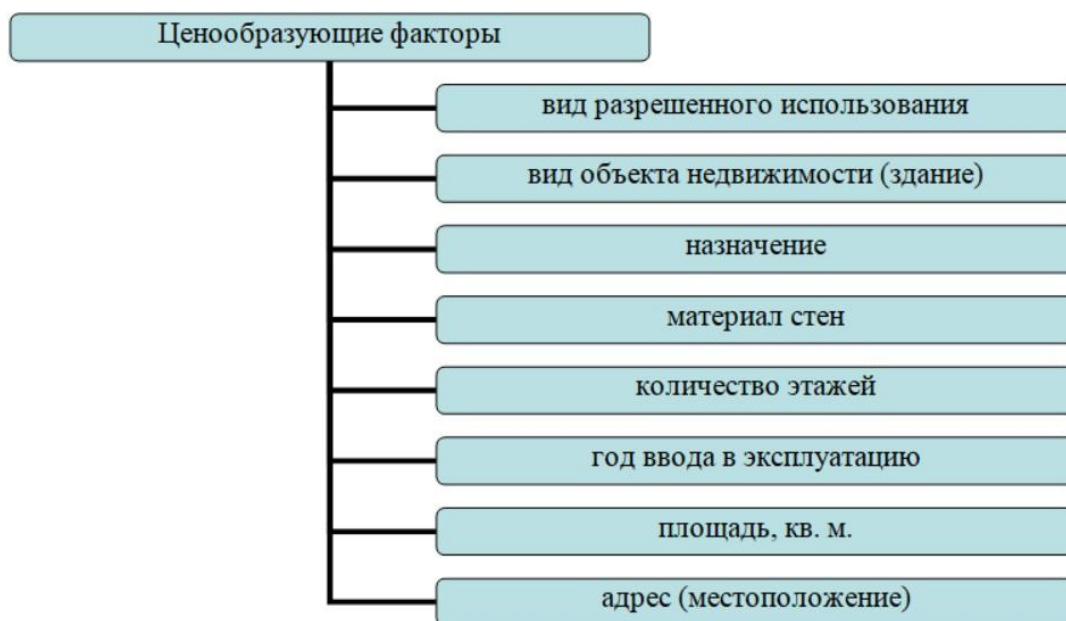 Ценообразующие факторы
вид разрешенного использования
вид объекта недвижимости (здание)
назначение
материал стен
количество этажей
год ввода в эксплуатацию
площадь, кв. м.
адрес (местоположение)